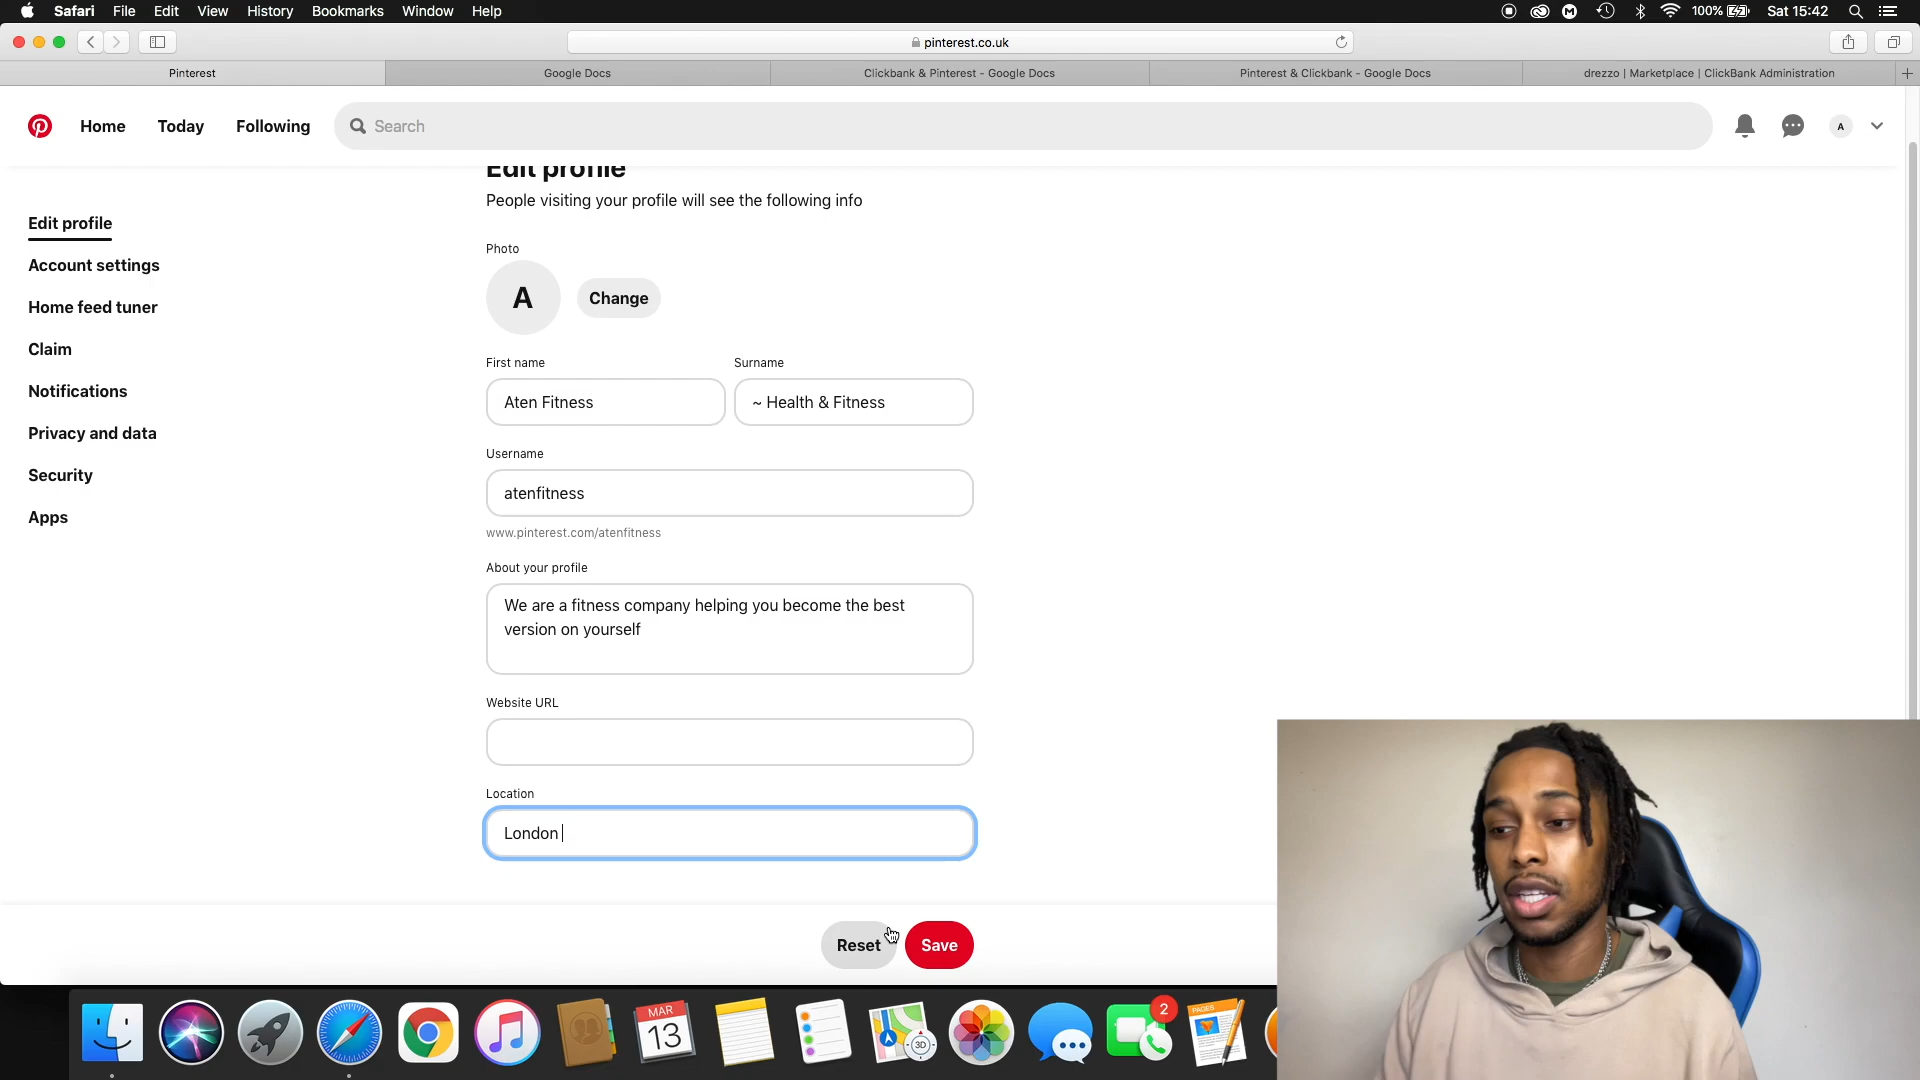 Safari File Edit View History Bookmarks Window Help 100% Sat 15:42
pinterest.co.uk
Pinterest Google Docs Clickbank & Pinterest - Google Docs Pinterest & Clickbank - Google Docs drezzo | Marketplace | ClickBank Administration
Home Today Following Search A
Edit profile
People visiting your profile will see the following info
Edit profile
Account settings
Home feed tuner
Claim
Notifications
Privacy and data
Security
Apps
Photo
A Change
First name Surname
Aten Fitness ~ Health & Fitness
Username
atenfitness
www.pinterest.com/atenfitness
About your profile
We are a fitness company helping you become the best
version on yourself
Website URL
Location
London
Reset Save
MAR
13
3D
2
PAGES